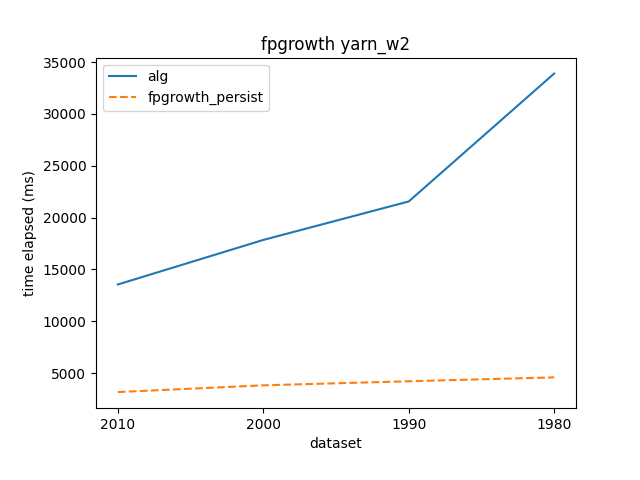 fpgrowth yarn_w2
alg
fpgrowth_persist
35000
30000
25000
20000
15000
10000
5000
time elapsed (ms)
2010
2000
1990
1980
dataset